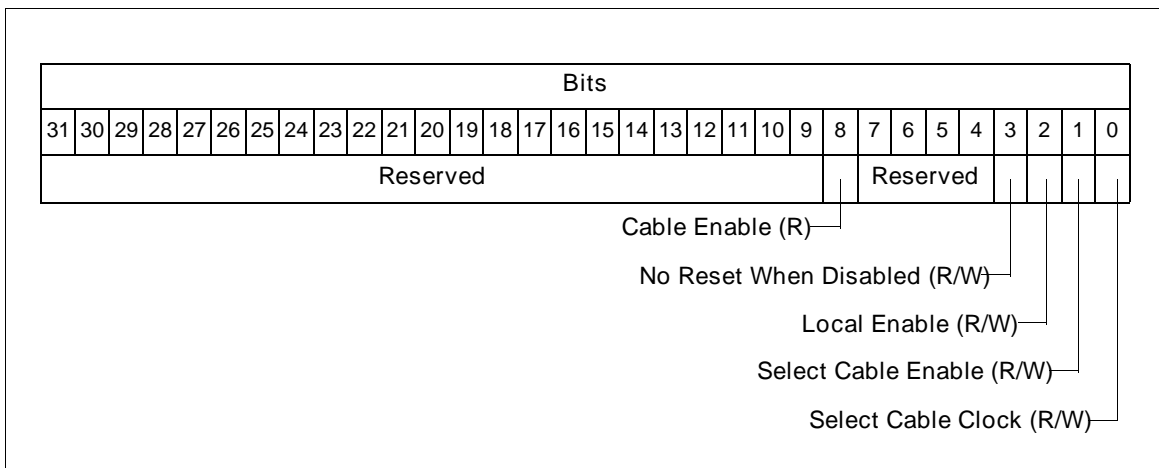 Bits
31 30 29 28 27 26 25 24 23 22 21 20 19 18 17 16 15 14 13 12 11 10 9 8 7 6 5 4 3 2 1 0
Reserved Reserved
Cable Enable (R)
No Reset When Disabled (R/W)
Local Enable (R/W)
Select Cable Enable (R/W)
Select Cable Clock (R/W)